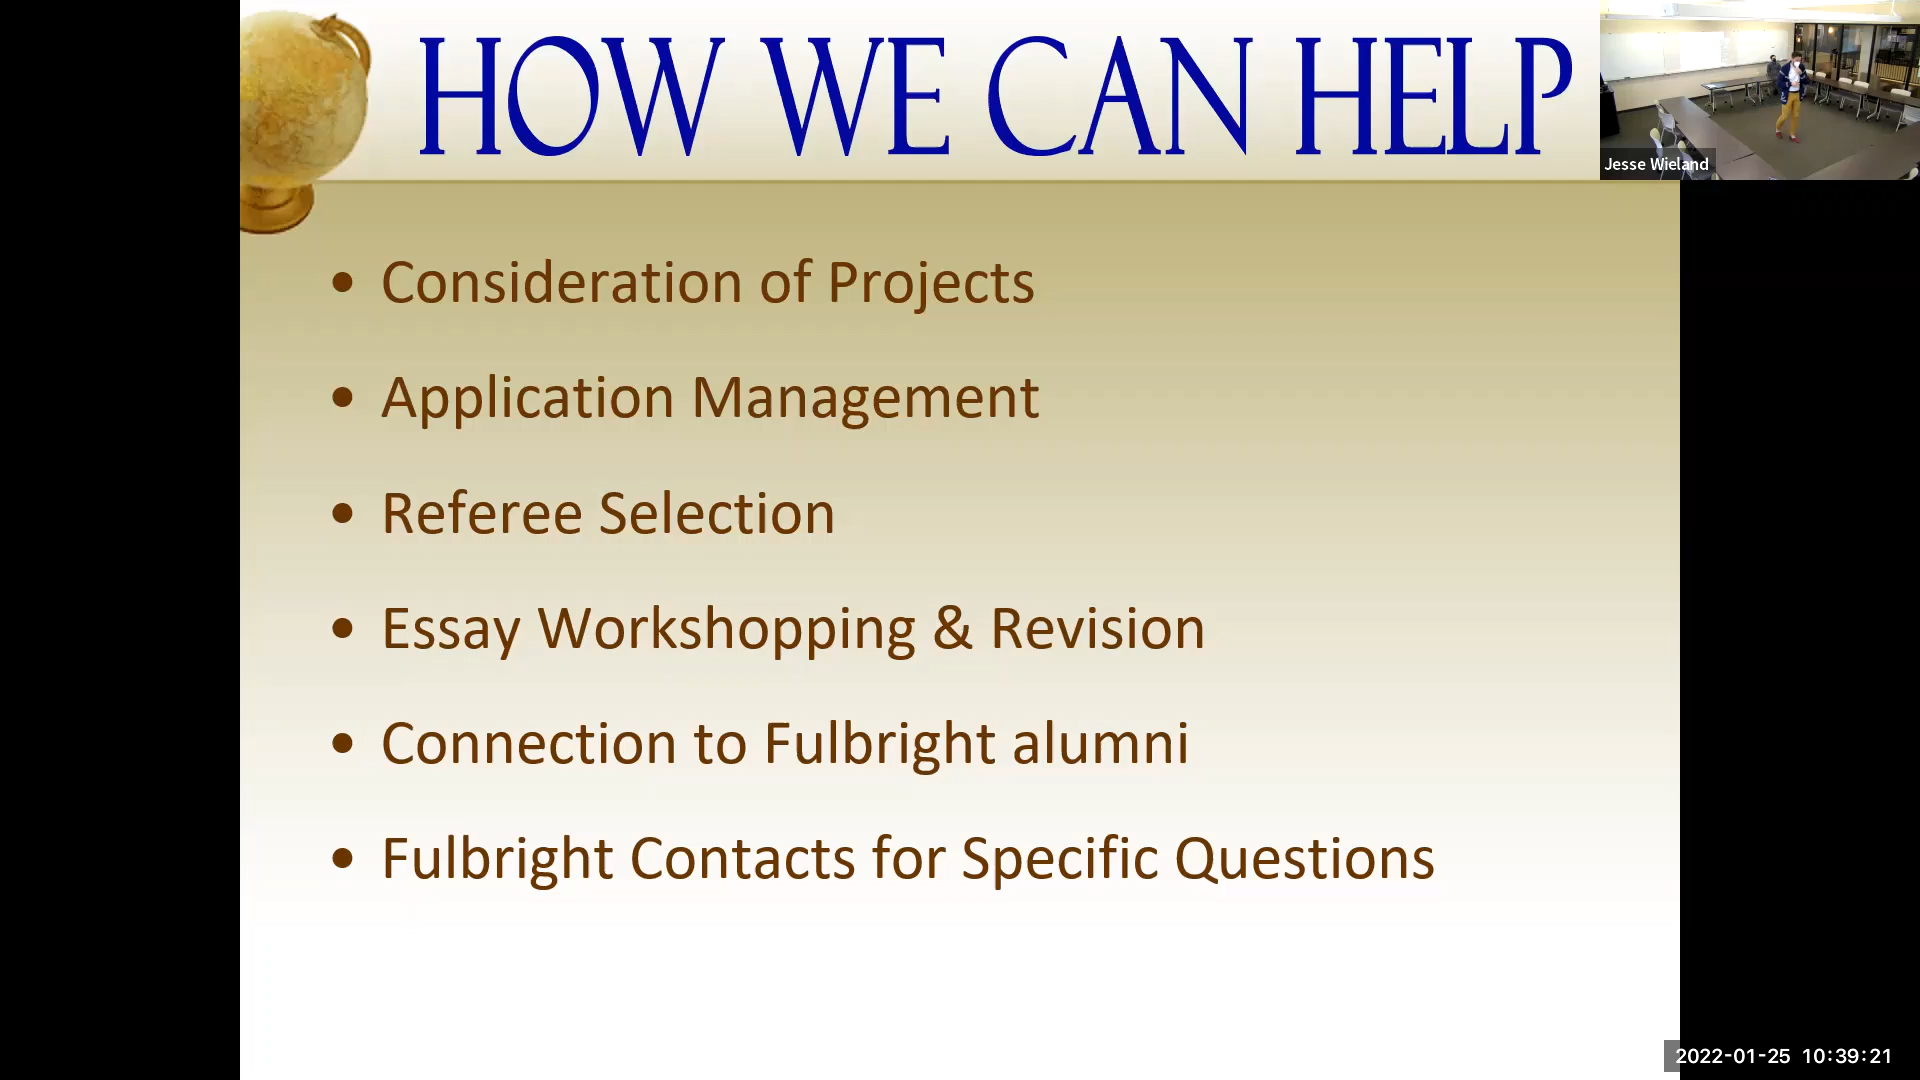 HOW WE CAN HELP
Jesse Wieland
• Consideration of Projects
• Application Management
• Referee Selection
• Essay Workshopping & Revision
• Connection to Fulbright alumni
• Fulbright Contacts for Specific Questions
2022-01-25 10:39:21